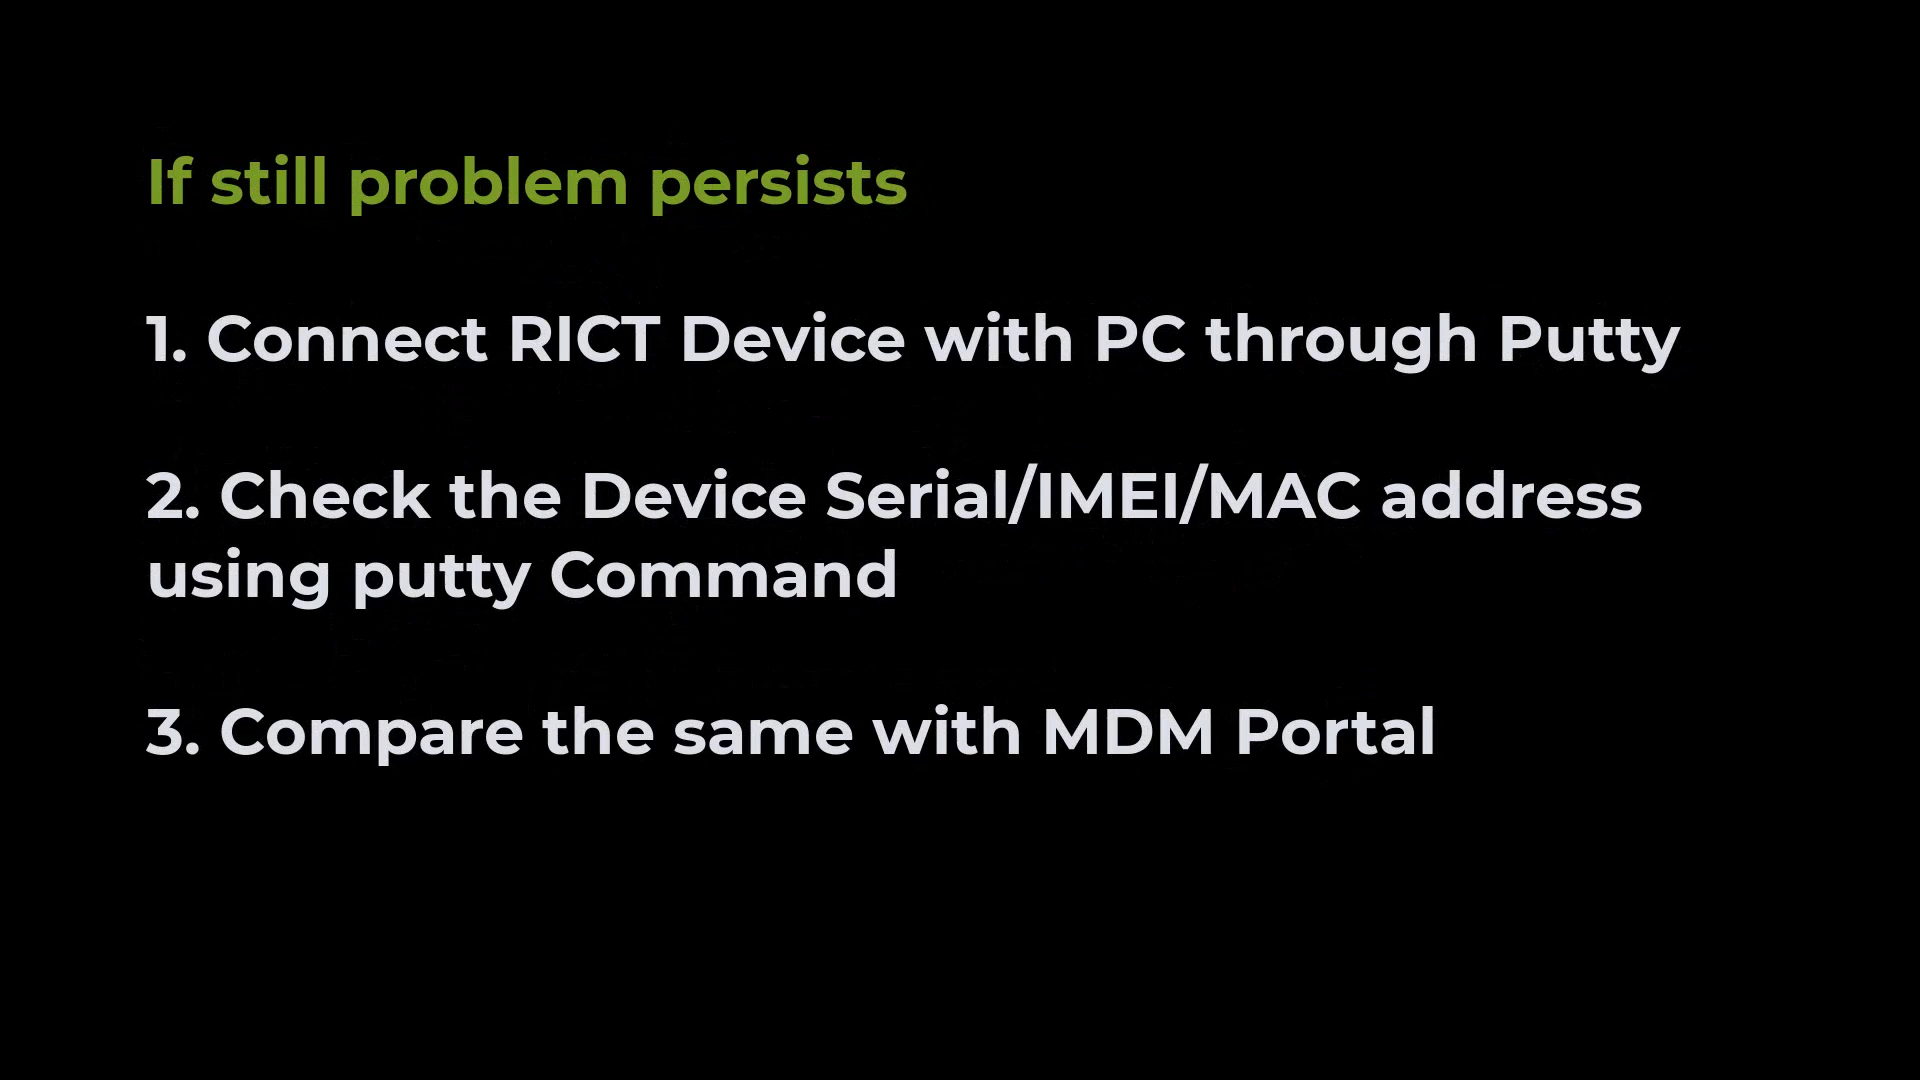 If still problem persists
1. Connect RICT Device with PC through Putty
2. Check the Device Serial/IMEI/MAC address
using putty Command
3. Compare the same with MDM Portal